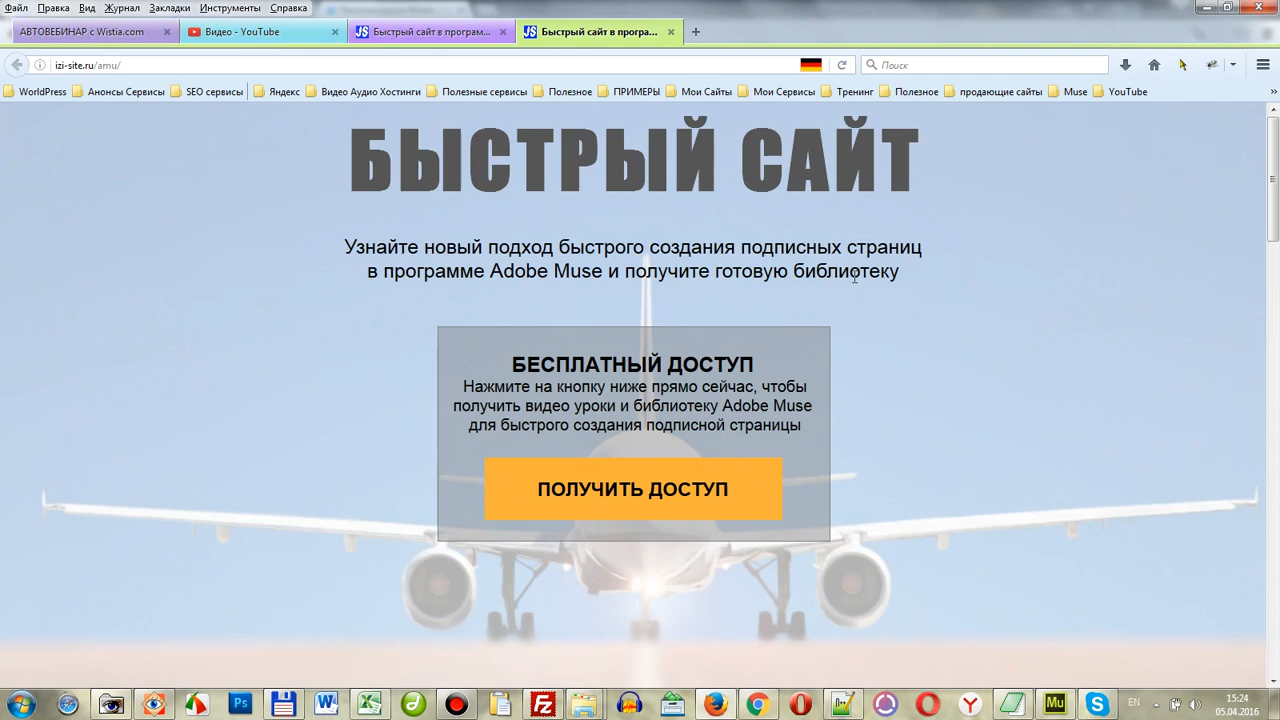 Файл Правка Вид Журнал Закладки Инструменты Справка
АВТОВЕБИНАР с Wistia.com
Видео - YouTube
Быстрый сайт в програм...
Быстрый сайт в програ...
izi-site.ru/amu/
Поиск
WordPress Анонсы Сервисы SEO сервисы Яндекс Видео Аудио Хостинги Полезные сервисы Полезное ПРИМЕРЫ Мои Сайты Мои Сервисы Тренинг Полезное продающие сайты Muse YouTube
БЫСТРЫЙ САЙТ
Узнайте новый подход быстрого создания подписных страниц
в программе Adobe Muse и получите готовую библиотеку
БЕСПЛАТНЫЙ ДОСТУП
Нажмите на кнопку ниже прямо сейчас, чтобы
получить видео уроки и библиотеку Adobe Muse
для быстрого создания подписной страницы
ПОЛУЧИТЬ ДОСТУП
EN
15:24
05.04.2016